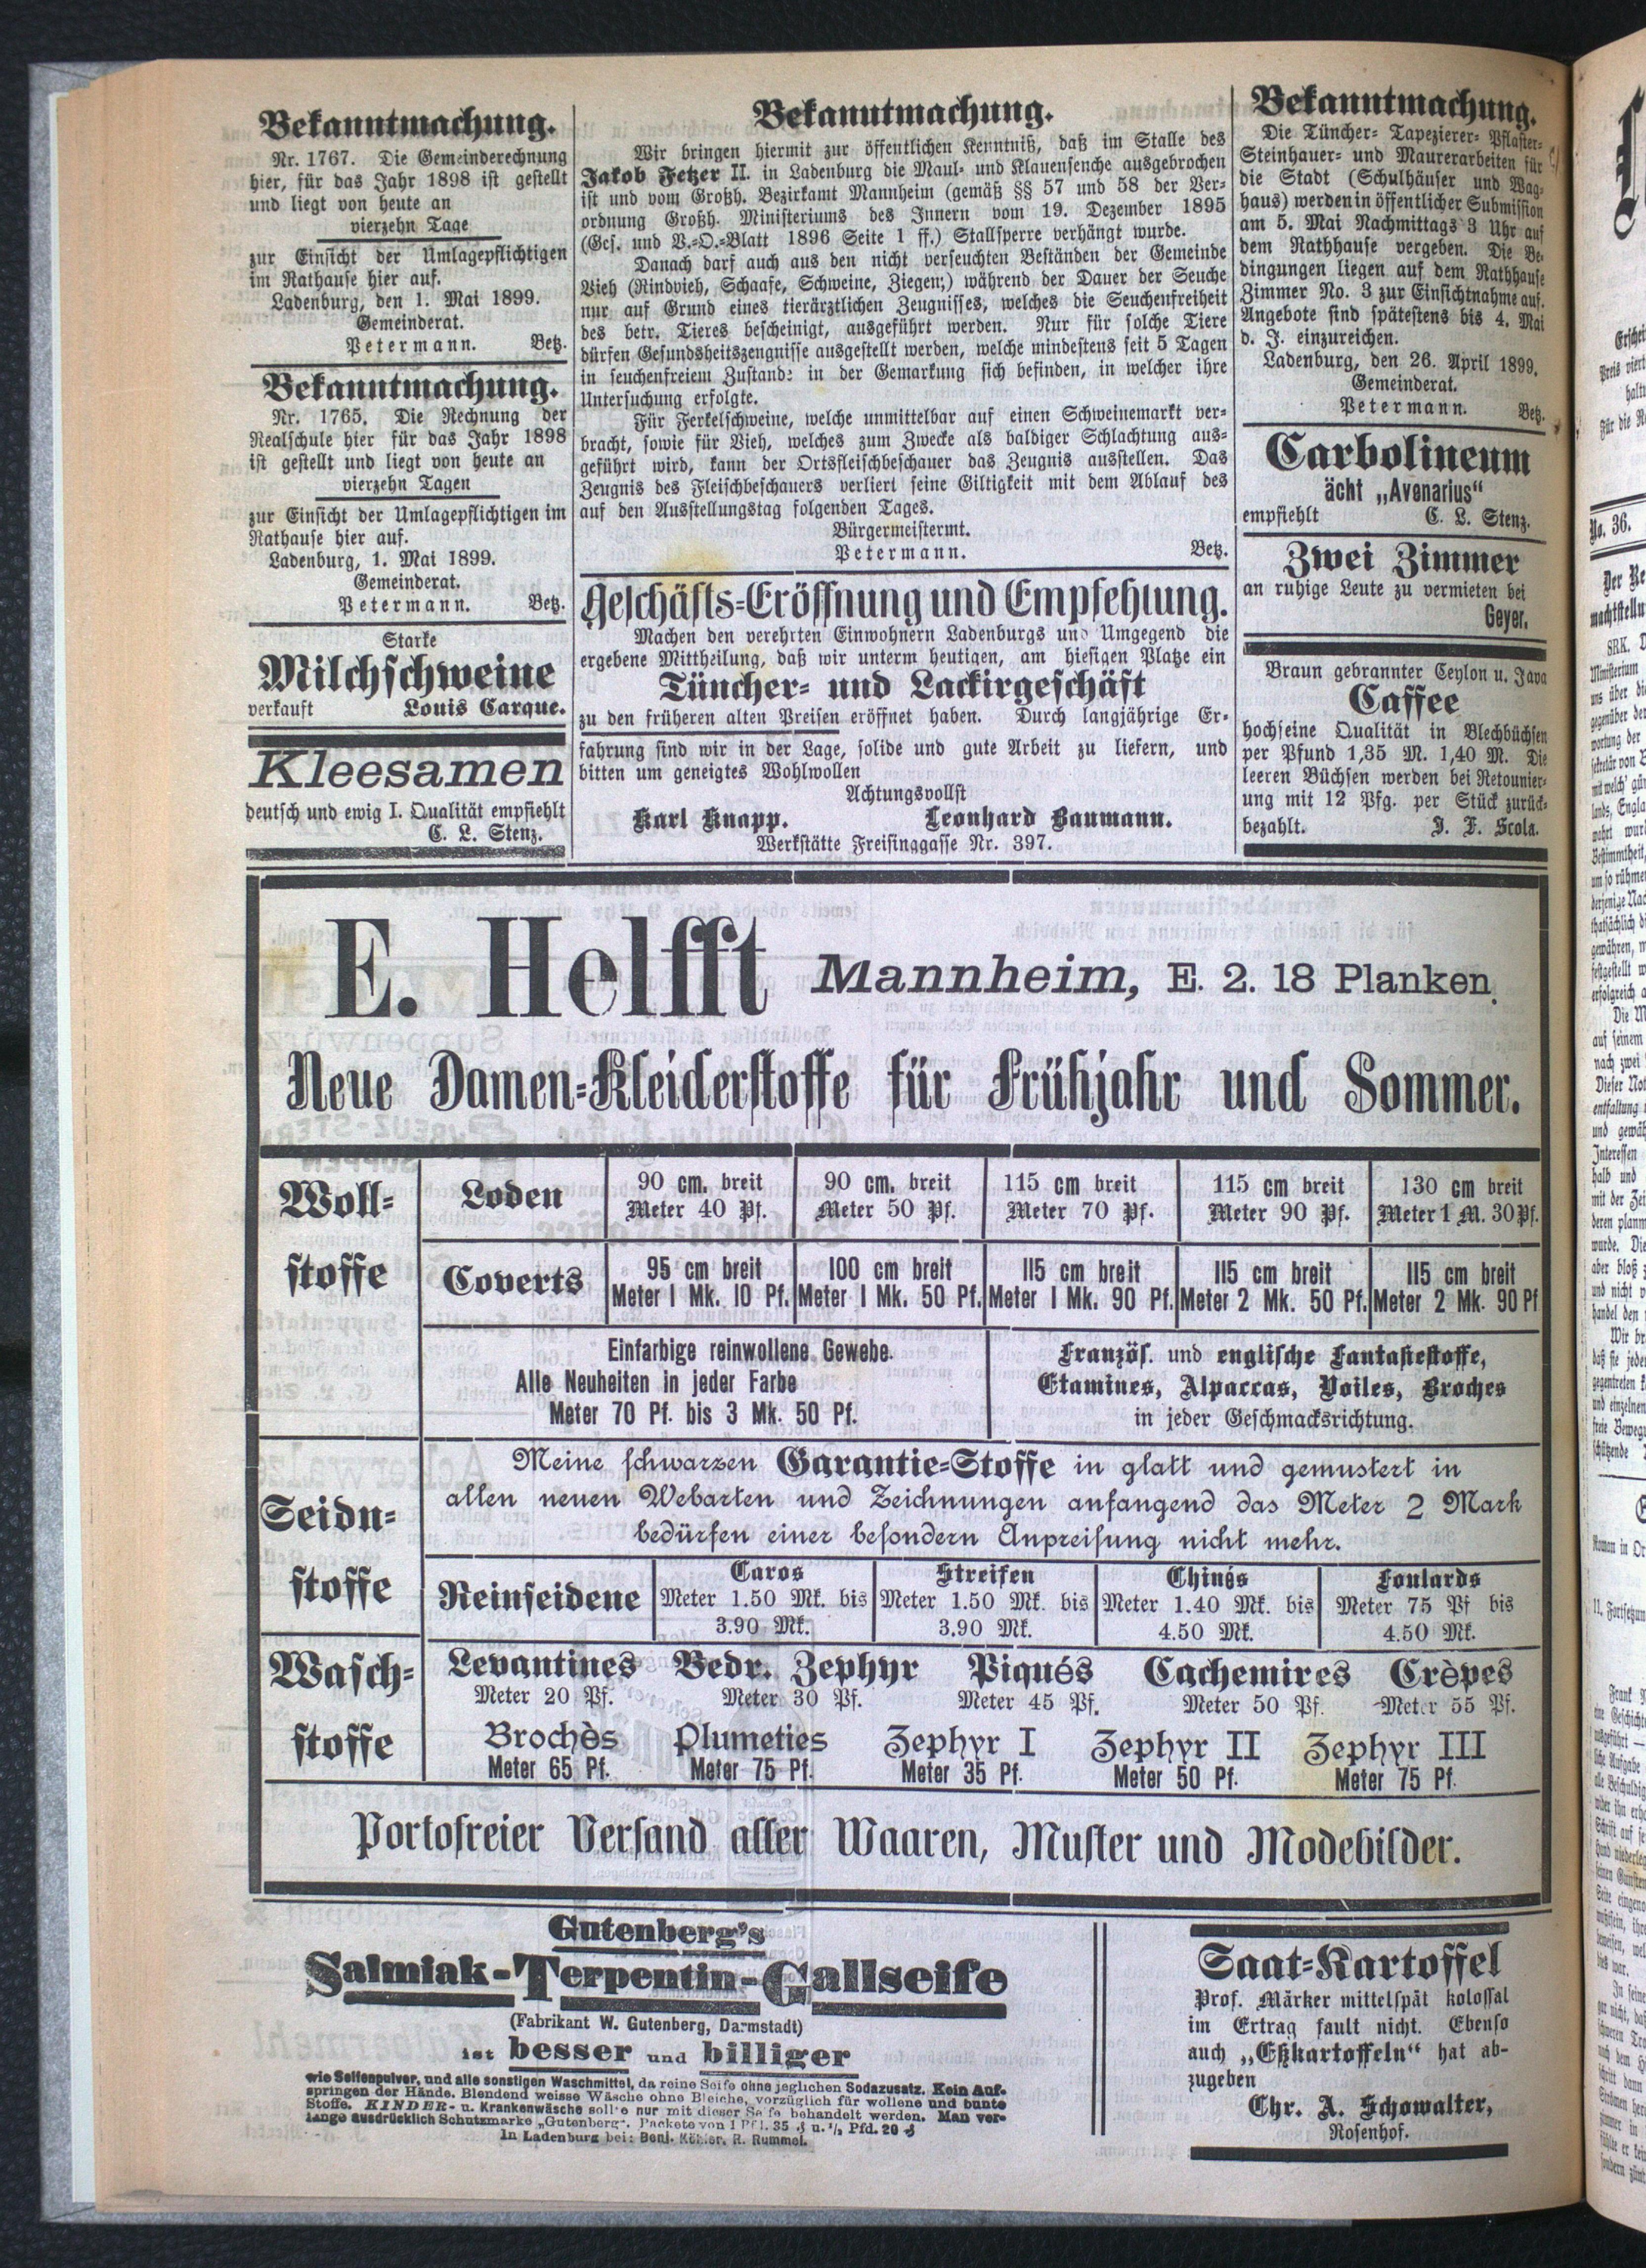 Bekanntmachung.
Nr. 1767. Die Gemeinderechnung
hier, für das Jahr 1898 ist gestellt
und liegt von heute an
vierzehn Tage
zur Einsicht der Umlagepflichtigen
im Rathause hier auf.
Ladenburg, den 1. Mai 1899.
Gemeinderat.
Petermann. Betz.
Bekanntmachung.
Nr. 1765. Die Rechnung der
Realschule hier für das Jahr 1898
ist gestellt und liegt von heute an
vierzehn Tagen
zur Einsicht der Umlagepflichtigen im
Rathause hier auf.
Ladenburg, 1. Mai 1899.
Gemeinderat.
Petermann. Betz.
Starke
Milchschweine
verkauft Louis Carque.
Kleesamen
deutsch und ewig I. Qualität empfiehlt
C. L. Stenz.
Bekanntmachung.
Wir bringen hiermit zur öffentlichen Kenntniß, daß im Stalle des
Jakob Fetzer II. in Ladenburg die Maul- und Klauensenche ausgebrochen
ist und vom Großh. Bezirkamt Mannheim (gemäß §§ 57 und 58 der Ver-
ordnung Großh. Ministeriums des Innern vom 19. Dezember 1895
(Ges. und V.-O.-Blatt 1896 Seite 1 ff.) Stallsperre verhängt wurde.
Danach darf auch aus den nicht verseuchten Beständen der Gemeinde
Vieh (Rindvieh, Schaafe, Schweine, Ziegen;) während der Dauer der Seuche
nur auf Grund eines tierärztlichen Zeugnisses, welches die Seuchenfreiheit
des betr. Tieres bescheinigt, ausgeführt werden. Nur für solche Tiere
dürfen Gesundsheitszengnisse ausgestellt werden, welche mindestens seit 5 Tagen
in seuchenfreiem Zustand: in der Gemarkung sich befinden, in welcher ihre
Untersuchung erfolgte.
Für Ferkelschweine, welche unmittelbar auf einen Schweinemarkt ver-
bracht, sowie für Vieh, welches zum Zwecke als baldiger Schlachtung aus-
geführt wird, kann der Ortsfleischbeschauer das Zeugnis ausstellen. Das
Zeugnis des Fleischbeschauers verliert seine Giltigkeit mit dem Ablauf des
auf den Ausstellungstag folgenden Tages.
Bürgermeistermt.
Petermann. Betz.
Geschäfts-Eröffnung und Empfehlung.
Machen den verehrten Einwohnern Ladenburgs und Umgegend die
ergebene Mittheilung, daß wir unterm heutigen, am hiesigen Platze ein
Tüncher- und Lackirgeschäft
zu den früheren alten Preisen eröffnet haben. Durch langjährige Er-
fahrung sind wir in der Lage, solide und gute Arbeit zu liefern, und
bitten um geneigtes Wohlwollen
Achtungsvollst
Karl Knapp. Leonhard Baumann.
Werkstätte Freisinggasse Nr. 397.
Bekanntmachung.
Die Tüncher- Tapezierer- Pflaster-
Steinhauer- und Maurerarbeiten für
die Stadt (Schulhäuser und Wag-
haus) werden in öffentlicher Submission
am 5. Mai Nachmittags 3 Uhr auf
dem Rathhause vergeben. Die Be-
dingungen liegen auf dem Rathhause
Zimmer No. 3 zur Einsichtnahme auf.
Angebote sind spätestens bis 4. Mai
d. J. einzureichen.
Ladenburg, den 26. April 1899.
Gemeinderat.
Petermann. Betz.
Carbolineum
ächt „Avenarius“
empfiehlt C. L. Stenz.
Zwei Zimmer
an ruhige Leute zu vermieten bei
Geyer.
Braun gebrannter Ceylon u. Java
Caffee
hochseine Qualität in Blechbüchsen
per Pfund 1,35 M. 1,40 M. Die
leeren Büchsen werden bei Retounier-
ung mit 12 Pfg. per Stück zurück-
bezahlt. J. F. Scola.
E. Helfft Mannheim, E. 2. 18 Planken.
Neue Damen-Kleiderstoffe für Frühjahr und Sommer.
Woll-
stoffe
Loden
90 cm. breit
Meter 40 Pf.
90 cm. breit
Meter 50 Pf.
115 cm breit
Meter 70 Pf.
115 cm breit
Meter 90 Pf.
130 cm breit
Meter 1 M. 30 Pf.
Coverts
95 cm breit
Meter 1 Mk. 10 Pf.
100 cm breit
Meter 1 Mk. 50 Pf.
115 cm breit
Meter 1 Mk. 90 Pf.
115 cm breit
Meter 2 Mk. 50 Pf.
115 cm breit
Meter 2 Mk. 90 Pf
Einfarbige reinwollene Gewebe.
Alle Neuheiten in jeder Farbe
Meter 70 Pf. bis 3 Mk. 50 Pf.
Französ. und englische Fantasiestoffe,
Etamines, Alpaccas, Voiles, Broches
in jeder Geschmacksrichtung.
Seidn-
stoffe
Meine schwarzen Garantie-Stoffe in glatt und gemustert in
allen neuen Webarten und Zeichnungen anfangend das Meter 2 Mark
bedürfen einer besondern Anpreisung nicht mehr.
Reinseidene
Caros
Meter 1.50 Mk. bis
3.90 Mk.
Streifen
Meter 1.50 Mk. bis
3.90 Mk.
Chinés
Meter 1.40 Mk. bis
4.50 Mk.
Foulards
Meter 75 Pf bis
4.50 Mk.
Wasch-
stoffe
Levantines Bedr. Zephyr Piqués Cachemires Crèpes
Meter 20 Pf. Meter 30 Pf. Meter 45 Pf. Meter 50 Pf. Meter 55 Pf.
Brochès Plumeties Zephyr I Zephyr II Zephyr III
Meter 65 Pf. Meter 75 Pf. Meter 35 Pf. Meter 50 Pf. Meter 75 Pf.
Portofreier Versand aller Waaren, Muster und Modebilder.
Gutenberg's
Salmiak-Terpentin-Gallseife
(Fabrikant W. Gutenberg, Darmstadt)
ist besser und billiger
wie Seifenpulver, und alle sonstigen Waschmittel, da reine Seife ohne jeglichen Sodazusatz. Kein Auf-
springen der Hände. Blendend weisse Wäsche ohne Bleiche, vorzüglich für wollene und bunte
Stoffe. KINDER- u. Krankenwäsche sollte nur mit dieser Seife behandelt werden. Man ver-
lange ausdrücklich Schutzmarke „Gutenberg“. Packete von 1 Pfd. 35 ₰ u. ½ Pfd. 20 ₰
In Ladenburg bei: Benj. Köhler, R. Rummel.
Saat-Kartoffel
Prof. Märker mittelspät kolossal
im Ertrag fault nicht. Ebenso
auch „Eßkartoffeln“ hat ab-
zugeben
Chr. A. Schowalter,
Rosenhof.
No. 36.